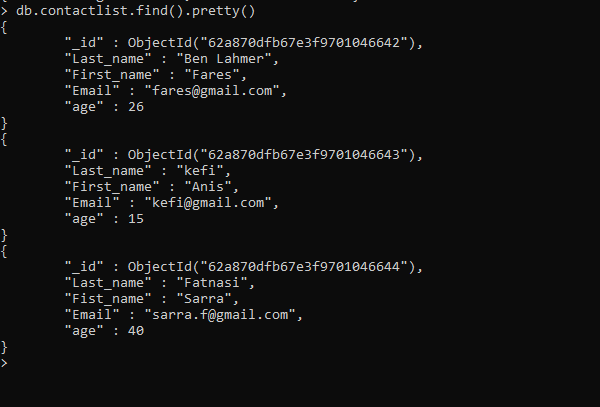 > db.contactlist.find().pretty()
{
        "_id" : ObjectId("62a870dfb67e3f9701046642"),
        "Last_name" : "Ben Lahmer",
        "First_name" : "Fares",
        "Email" : "fares@gmail.com",
        "age" : 26
}
{
        "_id" : ObjectId("62a870dfb67e3f9701046643"),
        "Last_name" : "kefi",
        "First_name" : "Anis",
        "Email" : "kefi@gmail.com",
        "age" : 15
}
{
        "_id" : ObjectId("62a870dfb67e3f9701046644"),
        "Last_name" : "Fatnasi",
        "Fist_name" : "Sarra",
        "Email" : "sarra.f@gmail.com",
        "age" : 40
}
>